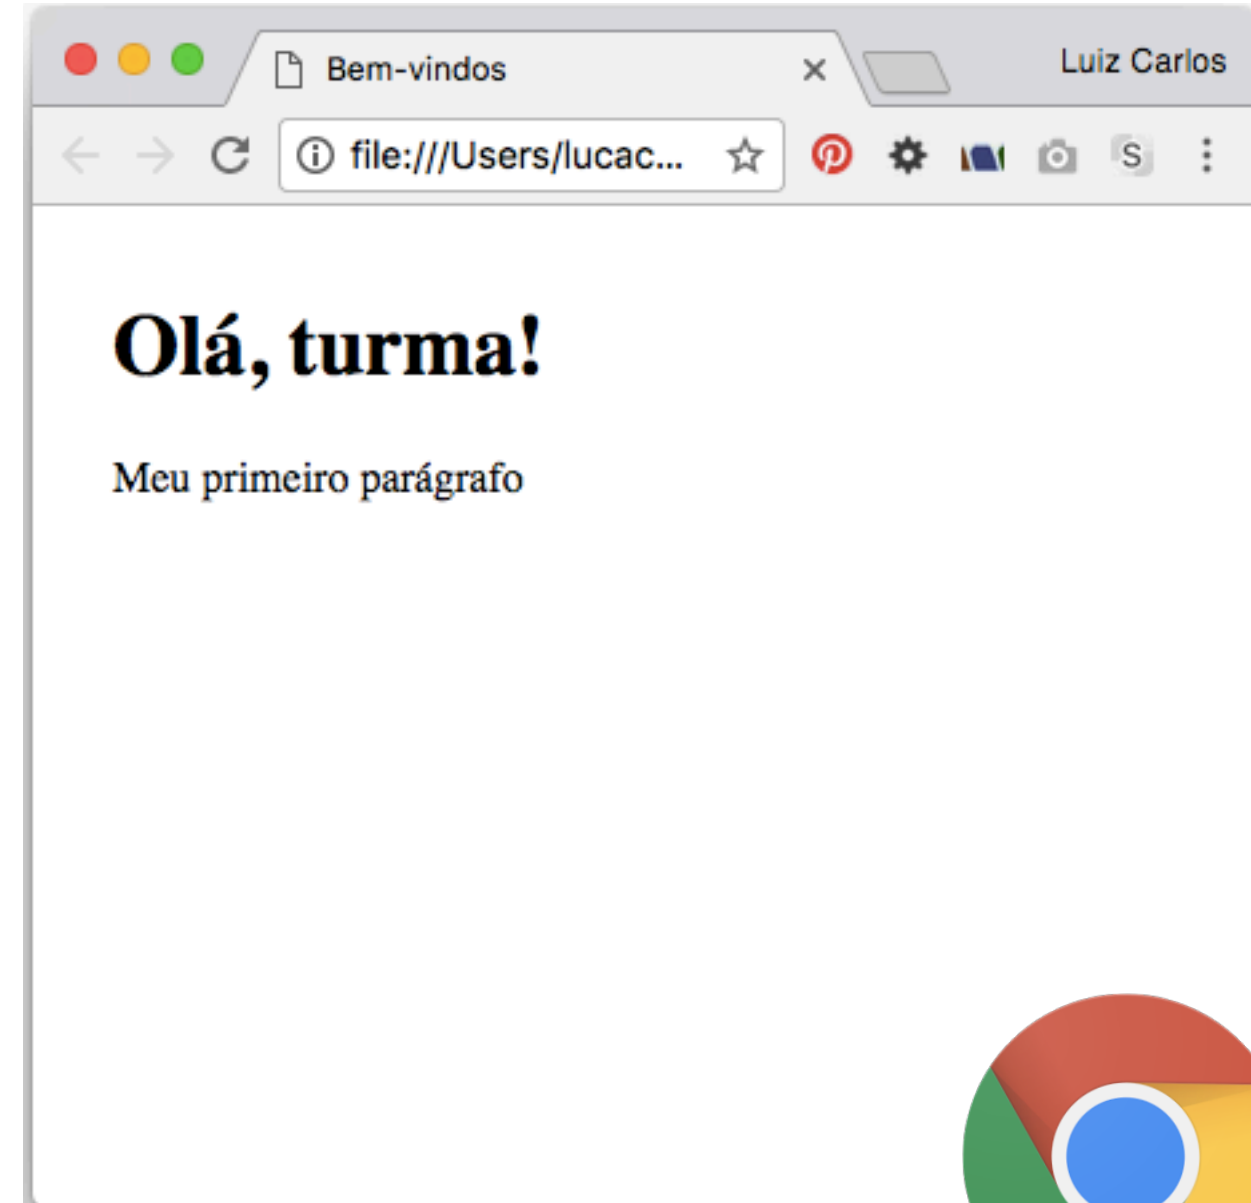 Bem-vindos
Luiz Carlos
file:///Users/lucac...
S
Olá, turma!
Meu primeiro parágrafo